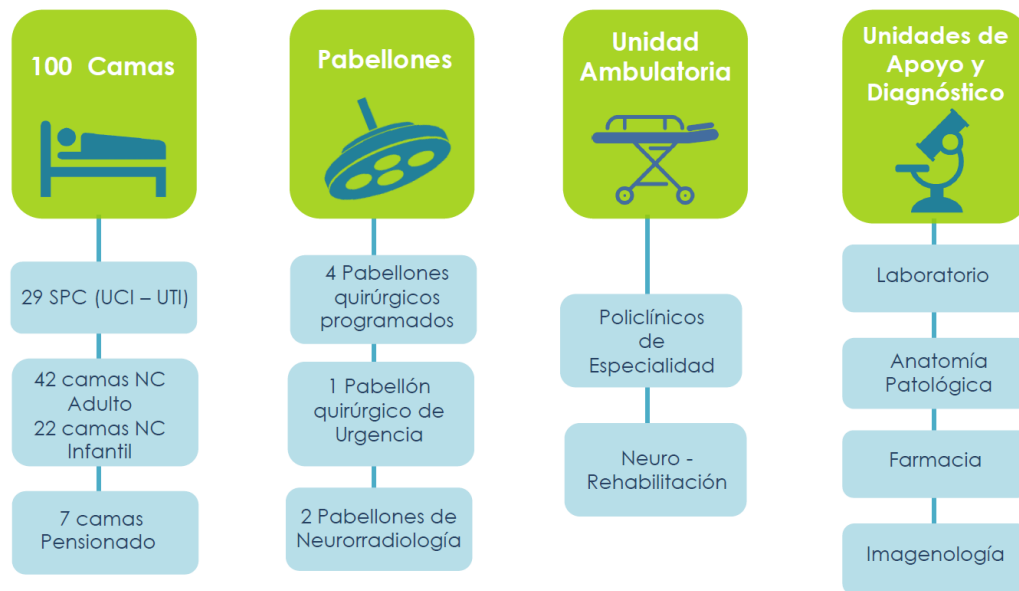 100 Camas
29 SPC (UCI – UTI)
42 camas NC
Adulto
22 camas NC
Infantil
7 camas
Pensionado
Pabellones
4 Pabellones
quirúrgicos
programados
1 Pabellón
quirúrgico de
Urgencia
2 Pabellones de
Neurorradiología
Unidad
Ambulatoria
Policlínicos
de
Especialidad
Neuro -
Rehabilitación
Unidades de
Apoyo y
Diagnóstico
Laboratorio
Anatomía
Patológica
Farmacia
Imagenología